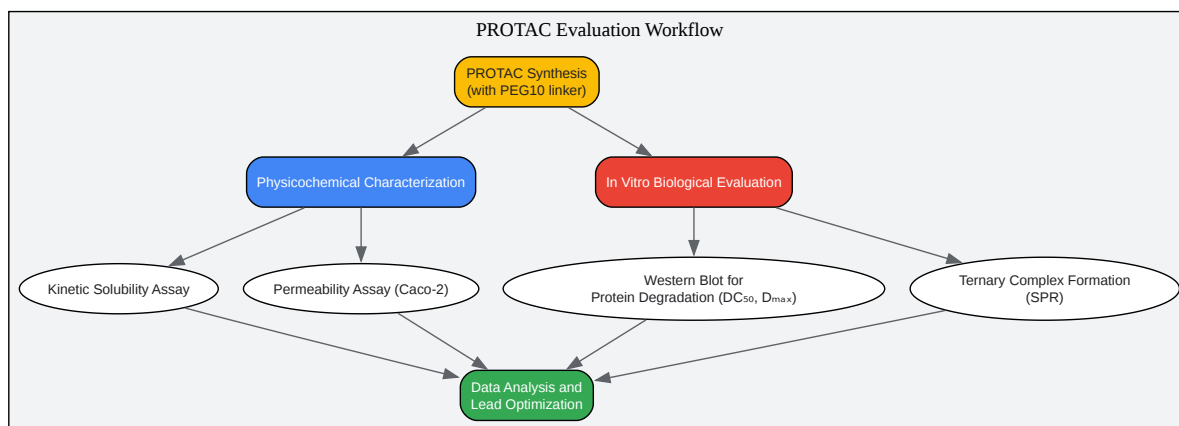 PROTAC Evaluation Workflow
PROTAC Synthesis
(with PEG10 linker)
Physicochemical Characterization
In Vitro Biological Evaluation
Kinetic Solubility Assay
Permeability Assay (Caco-2)
Western Blot for
Protein Degradation (DC₅₀, Dₘₐₓ)
Ternary Complex Formation
(SPR)
Data Analysis and
Lead Optimization